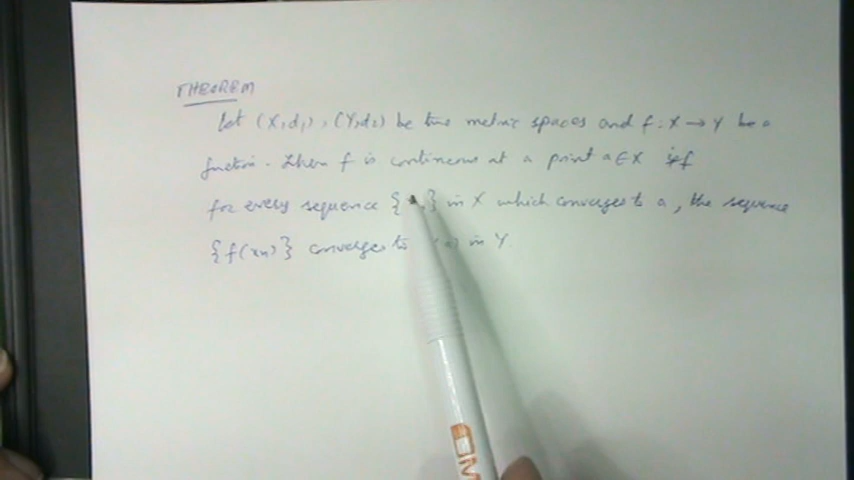 THEOREM
Let (X,d₁), (Y,d₂) be two metric spaces and f: X → Y be a
function. Then f is continuous at a point a ∈ X iff
for every sequence { } in X which converges to a, the sequence
{f(xn)} converges to in Y.